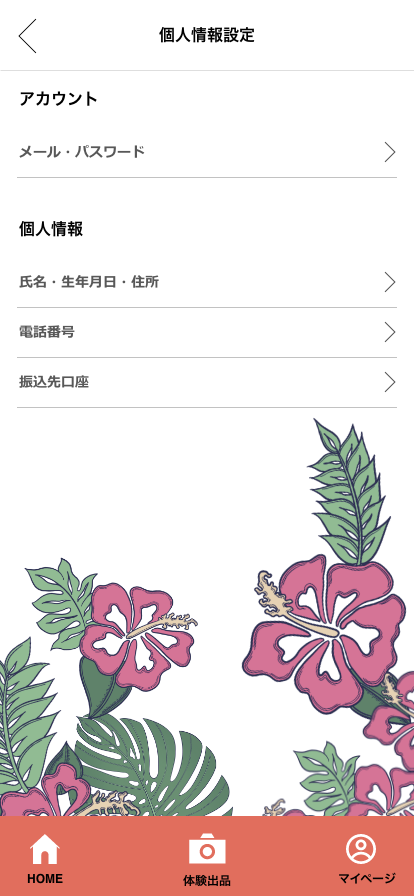 個人情報設定
アカウント
メール・パスワード
個人情報
氏名・生年月日・住所
電話番号
振込先口座
HOME
体験出品
マイページ